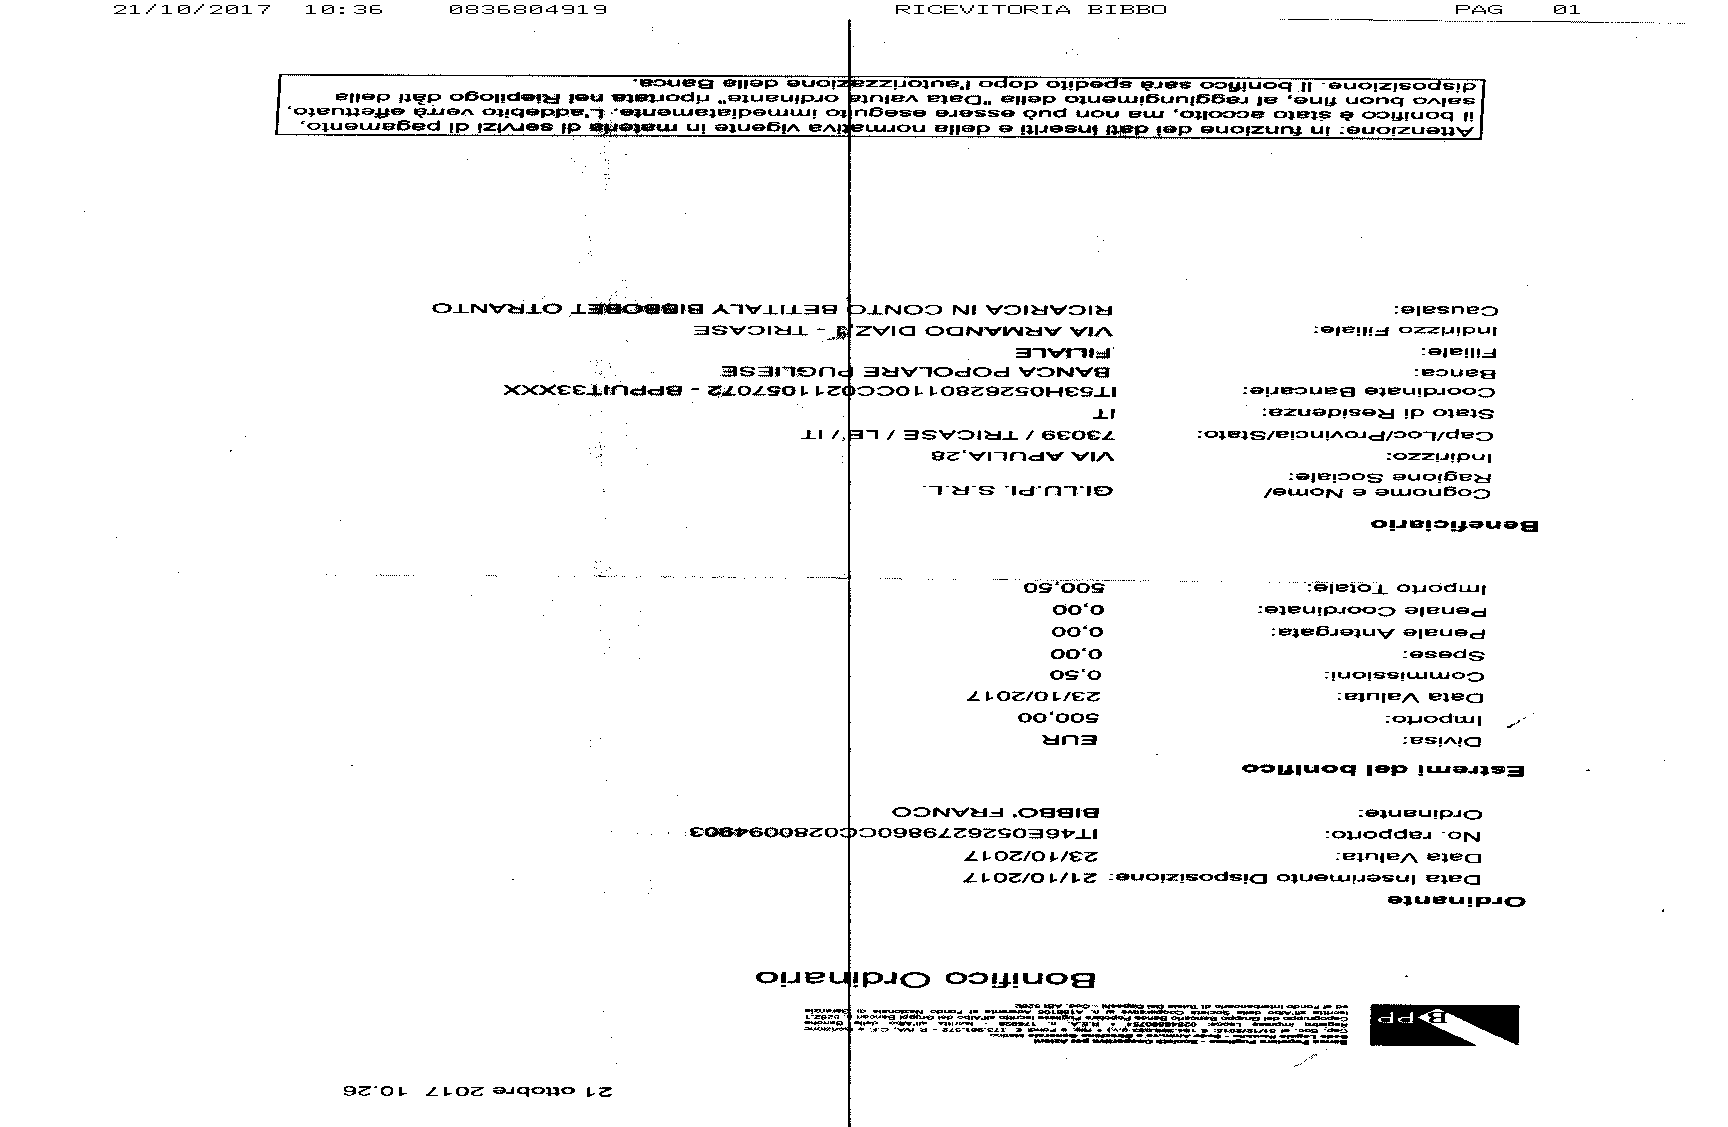 21/10/2017 10:36 0836804919 RICEVITORIA BIBBO PAG 01
21 ottobre 2017 10.26
BPP
Banca Popolare Pugliese - Società Cooperativa per Azioni
Bonifico Ordinario
Ordinante
Data Inserimento Disposizione: 21/10/2017
Data Valuta: 23/10/2017
No. rapporto: IT46E0526279860CC0280094903
Ordinante: BIBBO' FRANCO
Estremi del bonifico
Divisa: EUR
Importo: 500,00
Data Valuta: 23/10/2017
Commissioni: 0,50
Spese: 0,00
Penale Antergata: 0,00
Penale Coordinate: 0,00
Importo Totale: 500,50
Beneficiario
Cognome e Nome/
Ragione Sociale: GI.LU.PI. S.R.L.
Indirizzo: VIA APULIA,28
Cap/Loc/Provincia/Stato: 73039 / TRICASE / LE / IT
Stato di Residenza: IT
Coordinate Bancarie: IT53H0526280110CC0211057072 - BPPUIT33XXX
Banca: BANCA POPOLARE PUGLIESE
Filiale: FILIALE
Indirizzo Filiale: VIA ARMANDO DIAZ, - TRICASE
Causale: RICARICA IN CONTO BETITALY BIBBOBET OTRANTO
Attenzione: in funzione dei dati inseriti e della normativa vigente in materia di servizi di pagamento,
il bonifico è stato accolto, ma non può essere eseguito immediatamente. L'addebito verrà effettuato,
salvo buon fine, al raggiungimento della "Data valuta ordinante" riportata nel Riepilogo dati della
disposizione. Il bonifico sarà spedito dopo l'autorizzazione della Banca.